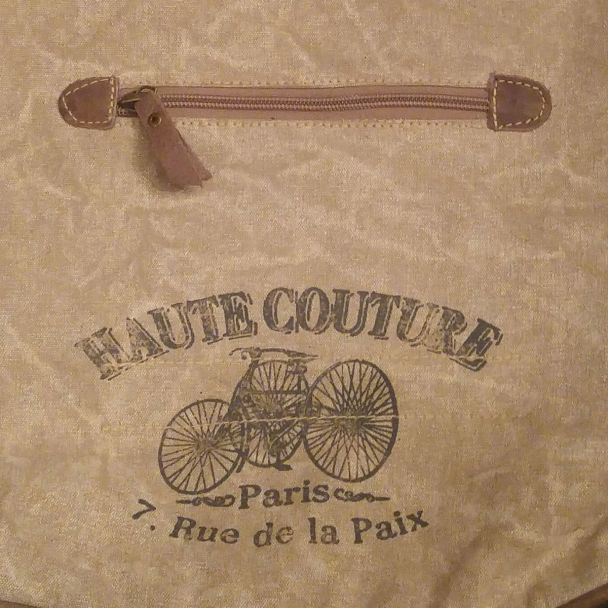 HAUTE COUTURE
Paris
7. Rue de la Paix